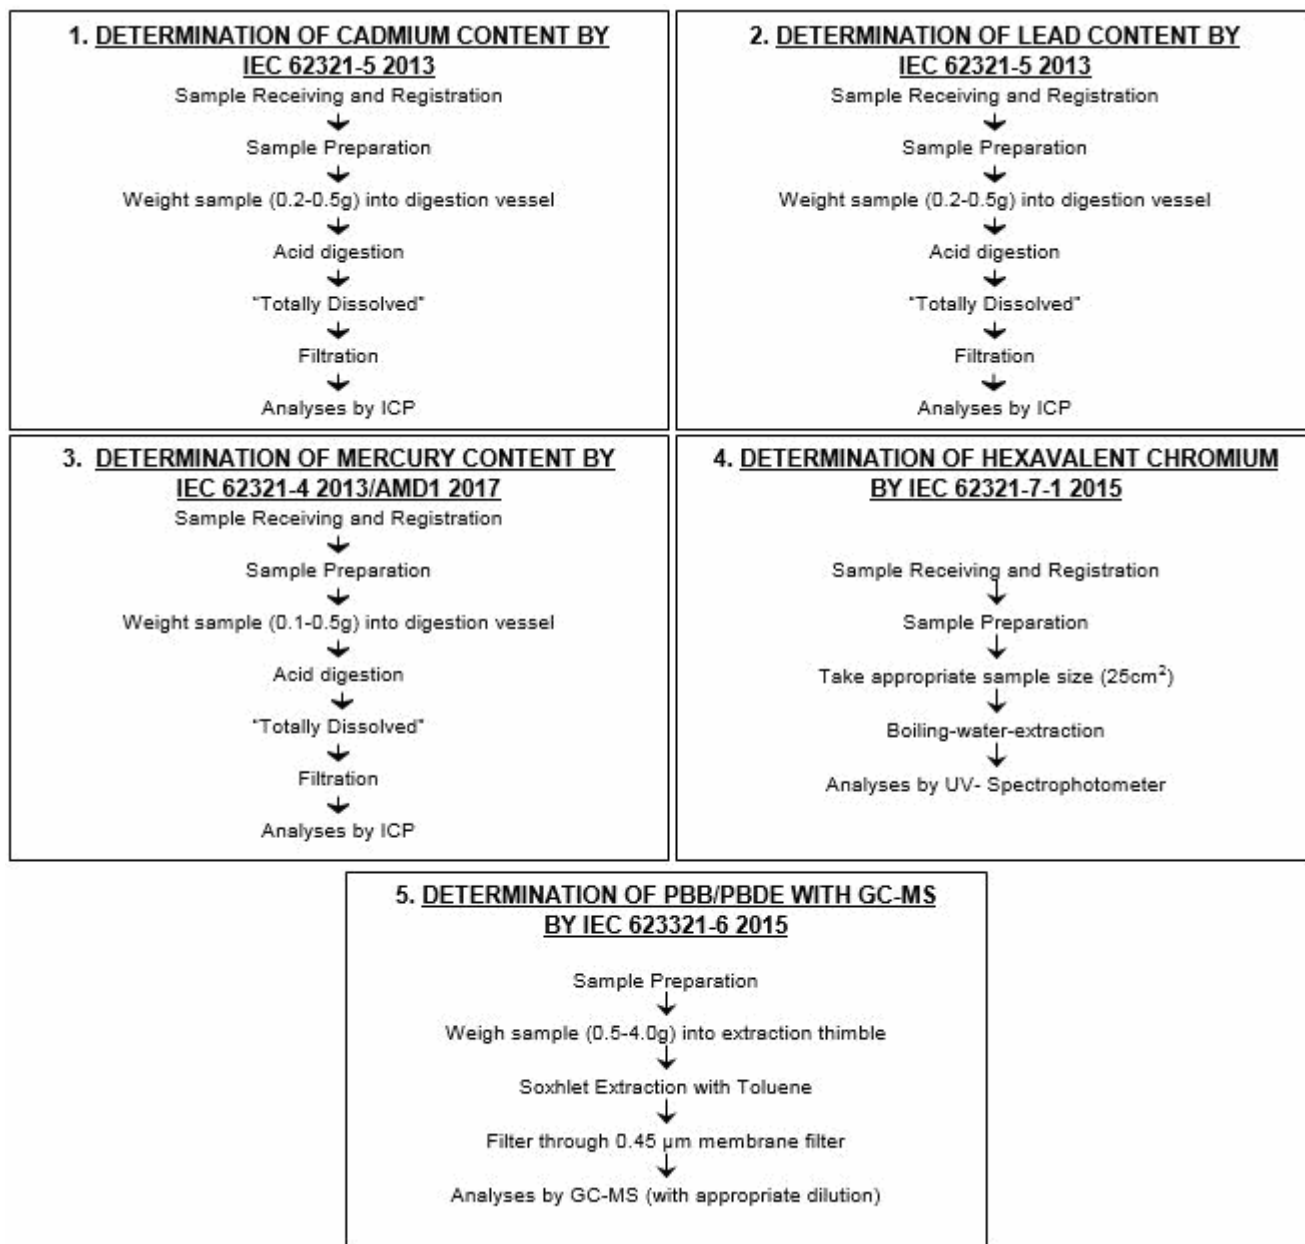 1. DETERMINATION OF CADMIUM CONTENT BY
IEC 62321-5 2013
Sample Receiving and Registration
Sample Preparation
Weight sample (0.2-0.5g) into digestion vessel
Acid digestion
"Totally Dissolved"
Filtration
Analyses by ICP
2. DETERMINATION OF LEAD CONTENT BY
IEC 62321-5 2013
Sample Receiving and Registration
Sample Preparation
Weight sample (0.2-0.5g) into digestion vessel
Acid digestion
"Totally Dissolved"
Filtration
Analyses by ICP
3. DETERMINATION OF MERCURY CONTENT BY
IEC 62321-4 2013/AMD1 2017
Sample Receiving and Registration
Sample Preparation
Weight sample (0.1-0.5g) into digestion vessel
Acid digestion
"Totally Dissolved"
Filtration
Analyses by ICP
4. DETERMINATION OF HEXAVALENT CHROMIUM
BY IEC 62321-7-1 2015
Sample Receiving and Registration
Sample Preparation
Take appropriate sample size (25cm²)
Boiling-water-extraction
Analyses by UV- Spectrophotometer
5. DETERMINATION OF PBB/PBDE WITH GC-MS
BY IEC 623321-6 2015
Sample Preparation
Weigh sample (0.5-4.0g) into extraction thimble
Soxhlet Extraction with Toluene
Filter through 0.45 µm membrane filter
Analyses by GC-MS (with appropriate dilution)